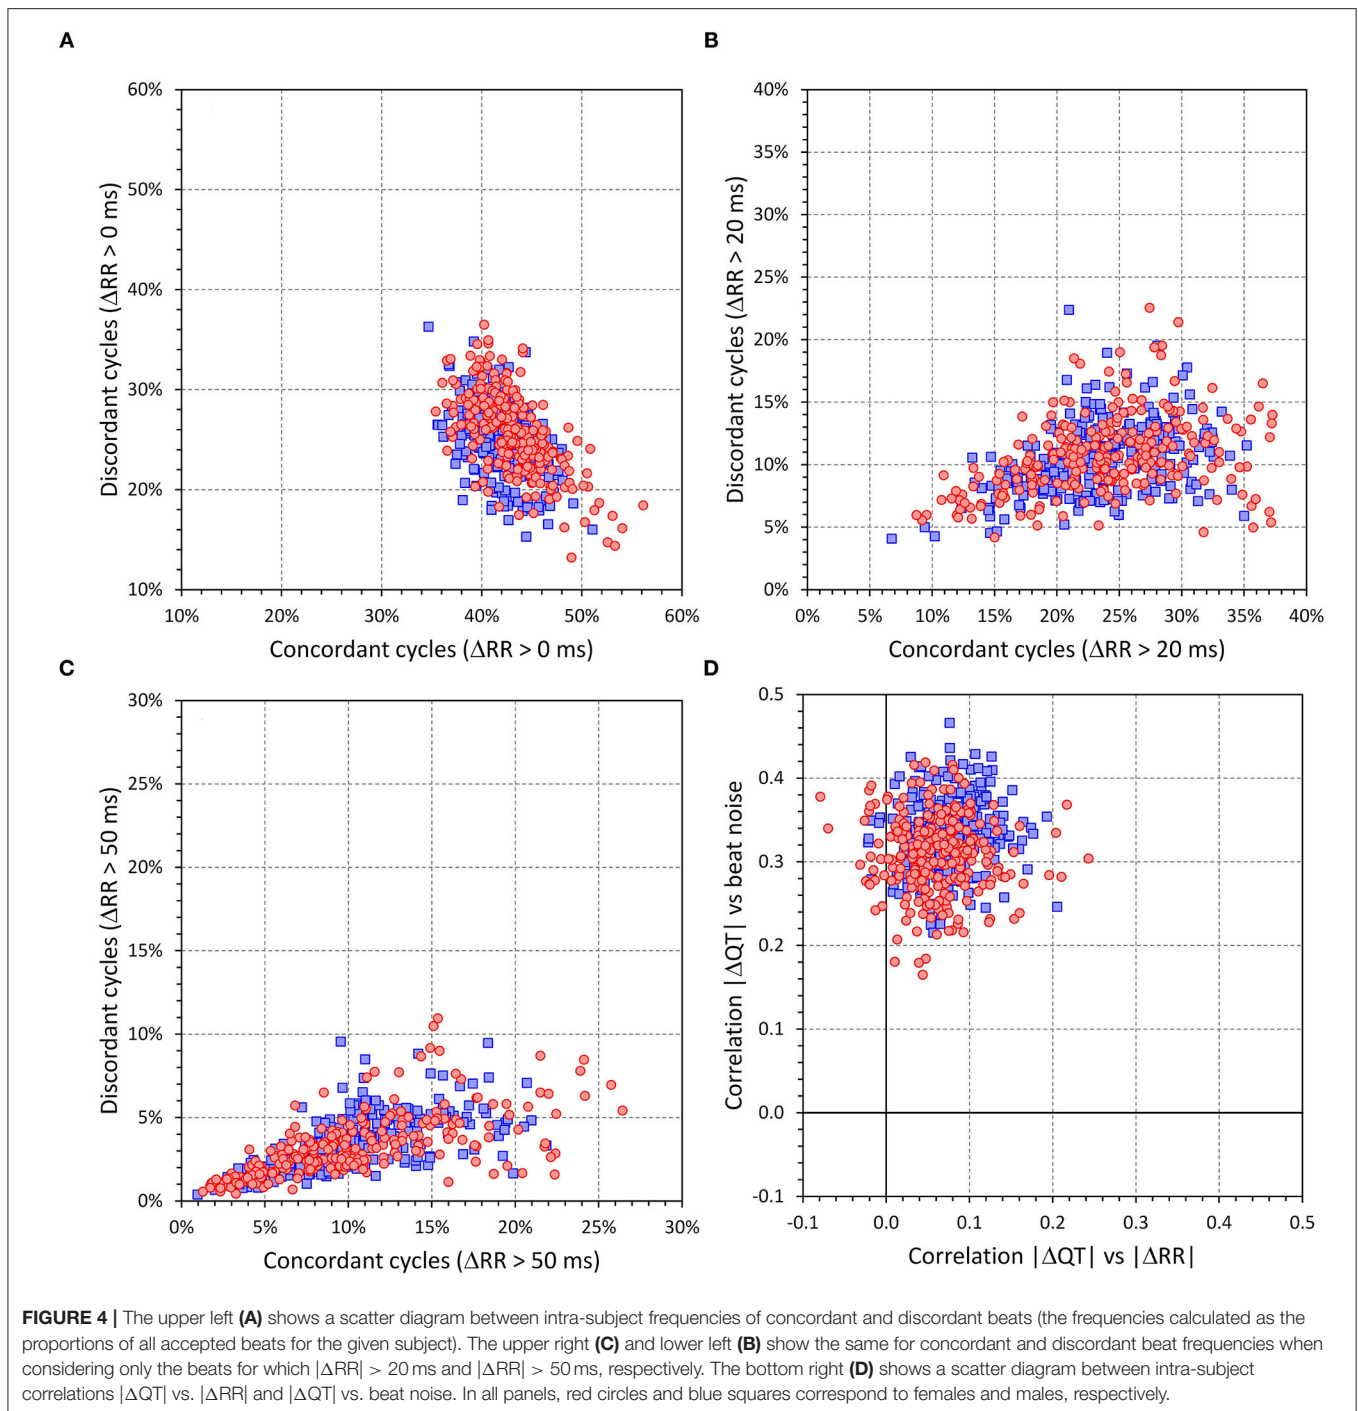 A
60%
50%
40%
30%
20%
10%
Discordant cycles (ΔRR > 0 ms)
10% 20% 30% 40% 50% 60%
Concordant cycles (ΔRR > 0 ms)
B
40%
35%
30%
25%
20%
15%
10%
5%
0%
Discordant cycles (ΔRR > 20 ms)
0% 5% 10% 15% 20% 25% 30% 35% 40%
Concordant cycles (ΔRR > 20 ms)
C
30%
25%
20%
15%
10%
5%
0%
Discordant cycles (ΔRR > 50 ms)
0% 5% 10% 15% 20% 25% 30%
Concordant cycles (ΔRR > 50 ms)
D
0.5
0.4
0.3
0.2
0.1
0.0
-0.1
Correlation |ΔQT| vs beat noise
-0.1 0.0 0.1 0.2 0.3 0.4 0.5
Correlation |ΔQT| vs |ΔRR|
FIGURE 4 | The upper left (A) shows a scatter diagram between intra-subject frequencies of concordant and discordant beats (the frequencies calculated as the
proportions of all accepted beats for the given subject). The upper right (C) and lower left (B) show the same for concordant and discordant beat frequencies when
considering only the beats for which |ΔRR| > 20 ms and |ΔRR| > 50 ms, respectively. The bottom right (D) shows a scatter diagram between intra-subject
correlations |ΔQT| vs. |ΔRR| and |ΔQT| vs. beat noise. In all panels, red circles and blue squares correspond to females and males, respectively.